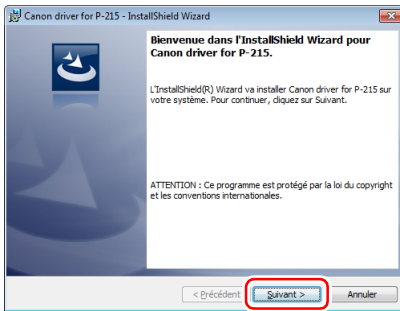 Canon driver for P-215 - InstallShield Wizard
Bienvenue dans l'InstallShield Wizard pour
Canon driver for P-215.
L'InstallShield(R) Wizard va installer Canon driver for P-215 sur
votre système. Pour continuer, cliquez sur Suivant.
ATTENTION : Ce programme est protégé par la loi du copyright
et les conventions internationales.
< Précédent Suivant > Annuler